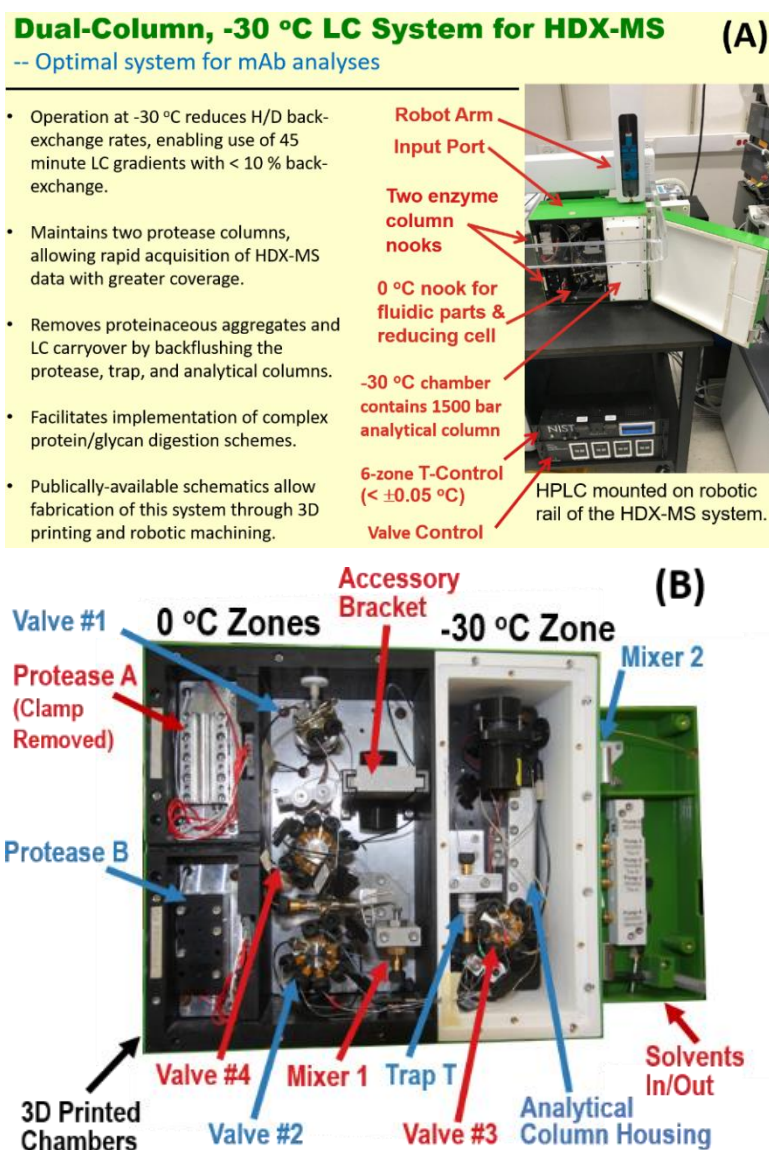 Dual-Column, -30 °C LC System for HDX-MS
(A)
-- Optimal system for mAb analyses
• Operation at -30 °C reduces H/D back-
exchange rates, enabling use of 45
minute LC gradients with < 10 % back-
exchange.
• Maintains two protease columns,
allowing rapid acquisition of HDX-MS
data with greater coverage.
• Removes proteinaceous aggregates and
LC carryover by backflushing the
protease, trap, and analytical columns.
• Facilitates implementation of complex
protein/glycan digestion schemes.
• Publically-available schematics allow
fabrication of this system through 3D
printing and robotic machining.
Robot Arm
Input Port
Two enzyme
column
nooks
0 °C nook for
fluidic parts &
reducing cell
-30 °C chamber
contains 1500 bar
analytical column
6-zone T-Control
(< ±0.05 °C)
Valve Control
NIST
HPLC mounted on robotic
rail of the HDX-MS system.
(B)
Accessory
Bracket
Valve #1
0 °C Zones
-30 °C Zone
Mixer 2
Protease A
(Clamp
Removed)
Protease B
Valve #4
Mixer 1
Trap T
Solvents
In/Out
3D Printed
Chambers
Valve #2
Valve #3
Analytical
Column Housing